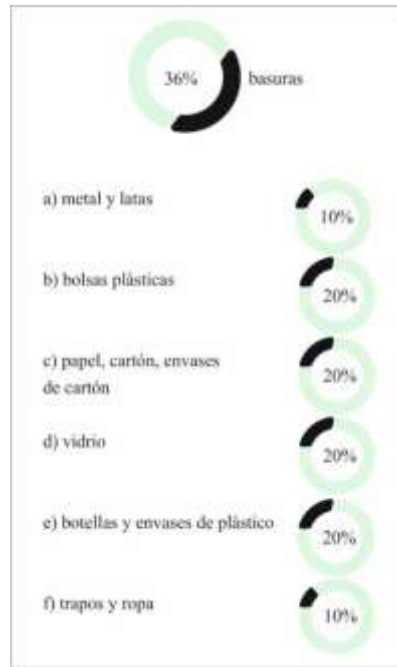 36% basuras
a) metal y latas
10%
b) bolsas plásticas
20%
c) papel, cartón, envases
de cartón
20%
d) vidrio
20%
e) botellas y envases de plástico
20%
f) trapos y ropa
10%